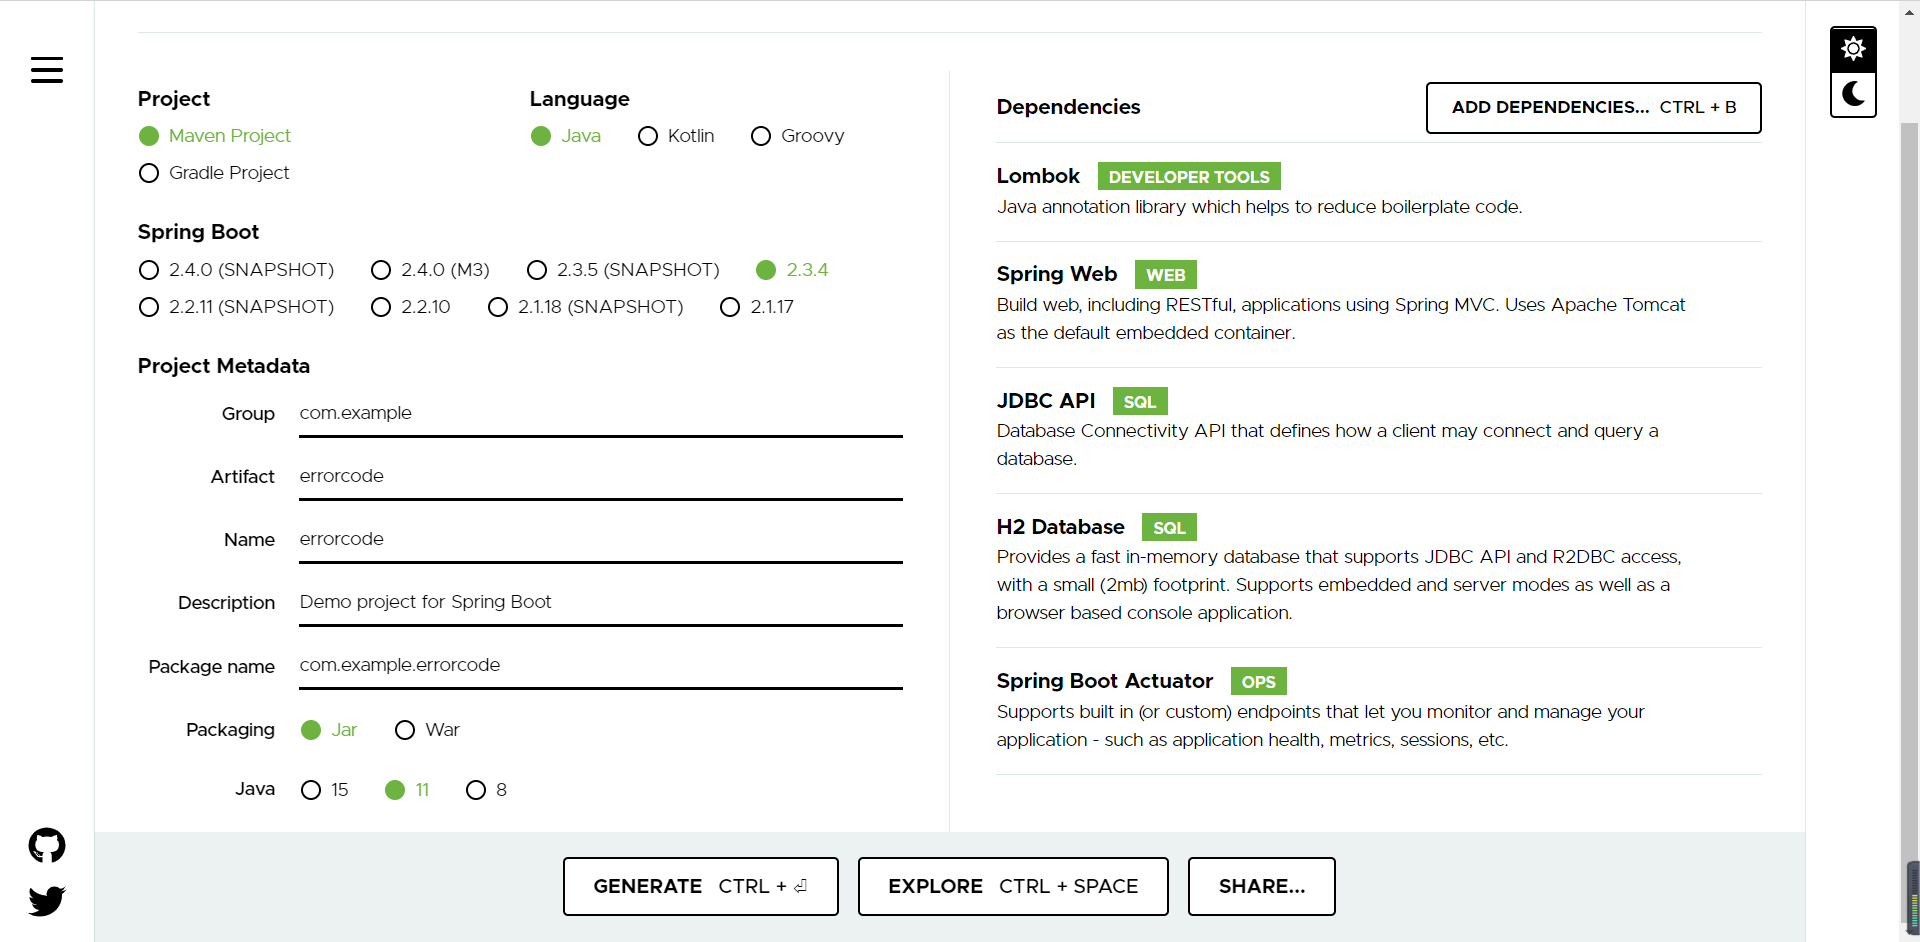 Project
Maven Project
Gradle Project
Language
Java Kotlin Groovy
Spring Boot
2.4.0 (SNAPSHOT) 2.4.0 (M3) 2.3.5 (SNAPSHOT) 2.3.4
2.2.11 (SNAPSHOT) 2.2.10 2.1.18 (SNAPSHOT) 2.1.17
Project Metadata
Group com.example
Artifact errorcode
Name errorcode
Description Demo project for Spring Boot
Package name com.example.errorcode
Packaging Jar War
Java 15 11 8
Dependencies ADD DEPENDENCIES... CTRL + B
Lombok DEVELOPER TOOLS
Java annotation library which helps to reduce boilerplate code.
Spring Web WEB
Build web, including RESTful, applications using Spring MVC. Uses Apache Tomcat
as the default embedded container.
JDBC API SQL
Database Connectivity API that defines how a client may connect and query a
database.
H2 Database SQL
Provides a fast in-memory database that supports JDBC API and R2DBC access,
with a small (2mb) footprint. Supports embedded and server modes as well as a
browser based console application.
Spring Boot Actuator OPS
Supports built in (or custom) endpoints that let you monitor and manage your
application - such as application health, metrics, sessions, etc.
GENERATE CTRL + ⏎ EXPLORE CTRL + SPACE SHARE...